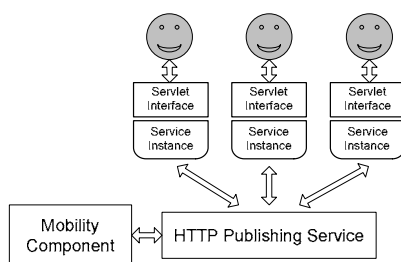 Servlet
Interface
Servlet
Interface
Servlet
Interface
Service
Instance
Service
Instance
Service
Instance
Mobility
Component
HTTP Publishing Service